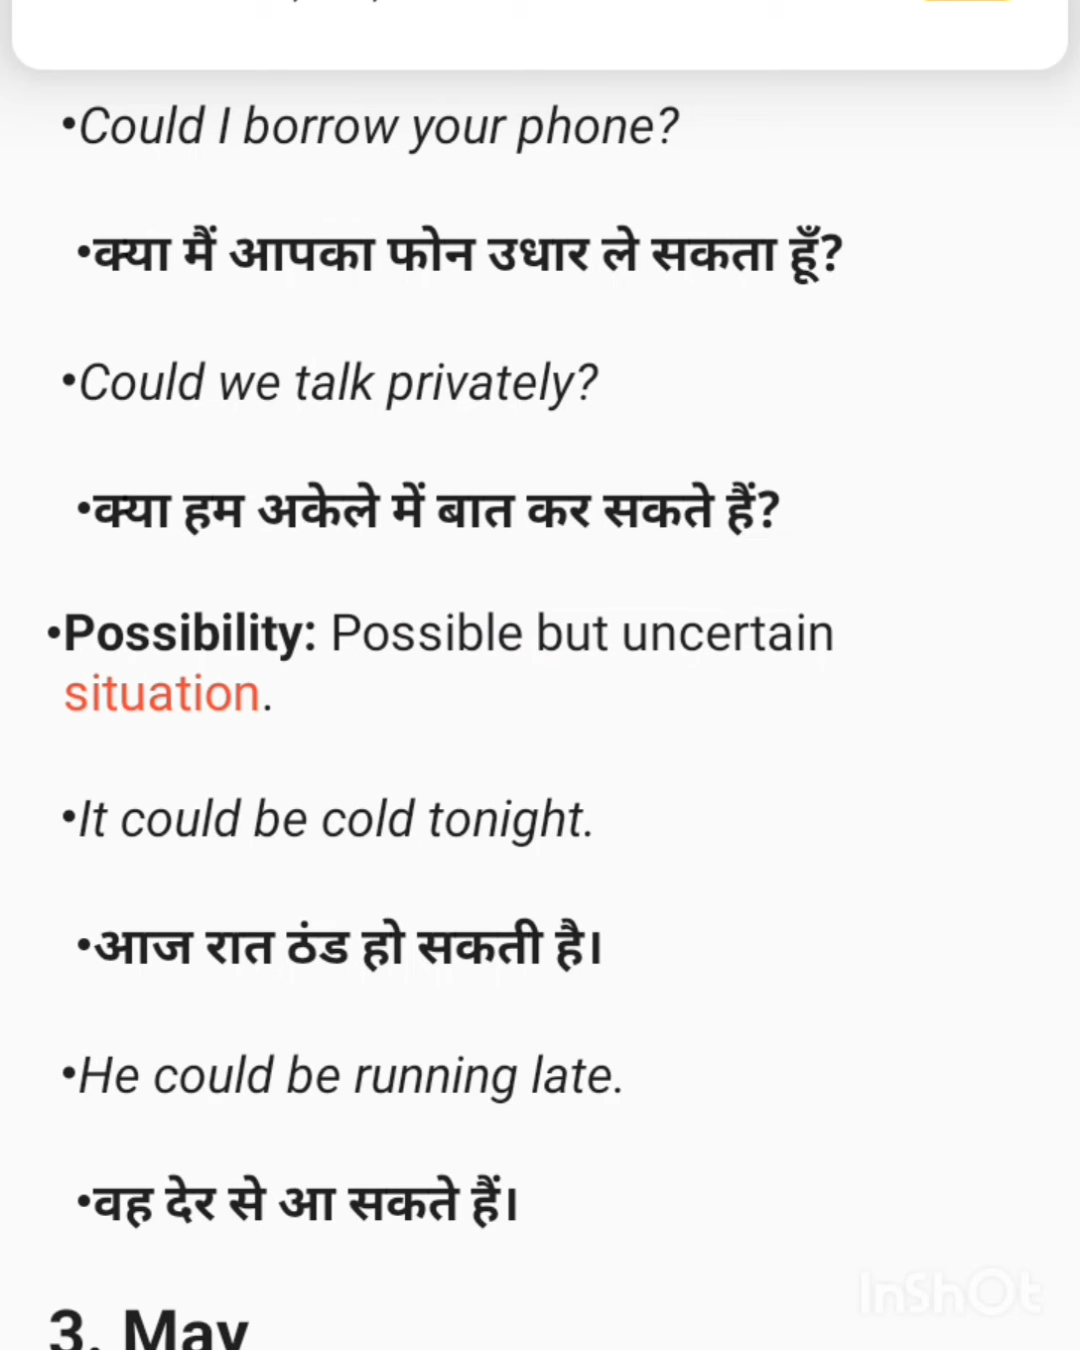 •Could I borrow your phone?
•क्या मैं आपका फोन उधार ले सकता हूँ?
•Could we talk privately?
•क्या हम अकेले में बात कर सकते हैं?
•Possibility: Possible but uncertain
situation.
•It could be cold tonight.
•आज रात ठंड हो सकती है।
•He could be running late.
•वह देर से आ सकते हैं।
InShOt
3. May